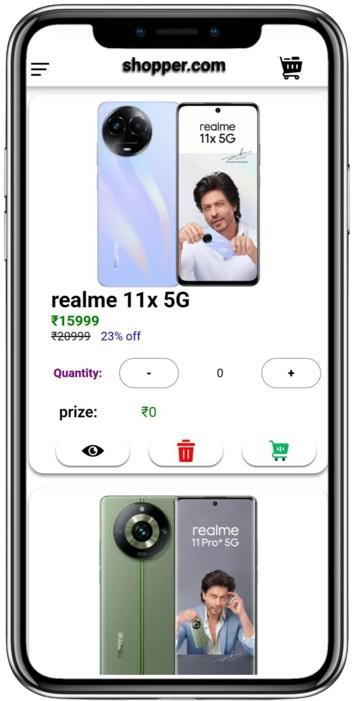 shopper.com
realme
11x 5G
realme
realme 11x 5G
₹15999
₹20999 23% off
Quantity: - 0 +
prize: ₹0
realme
11 Pro+ 5G
realme